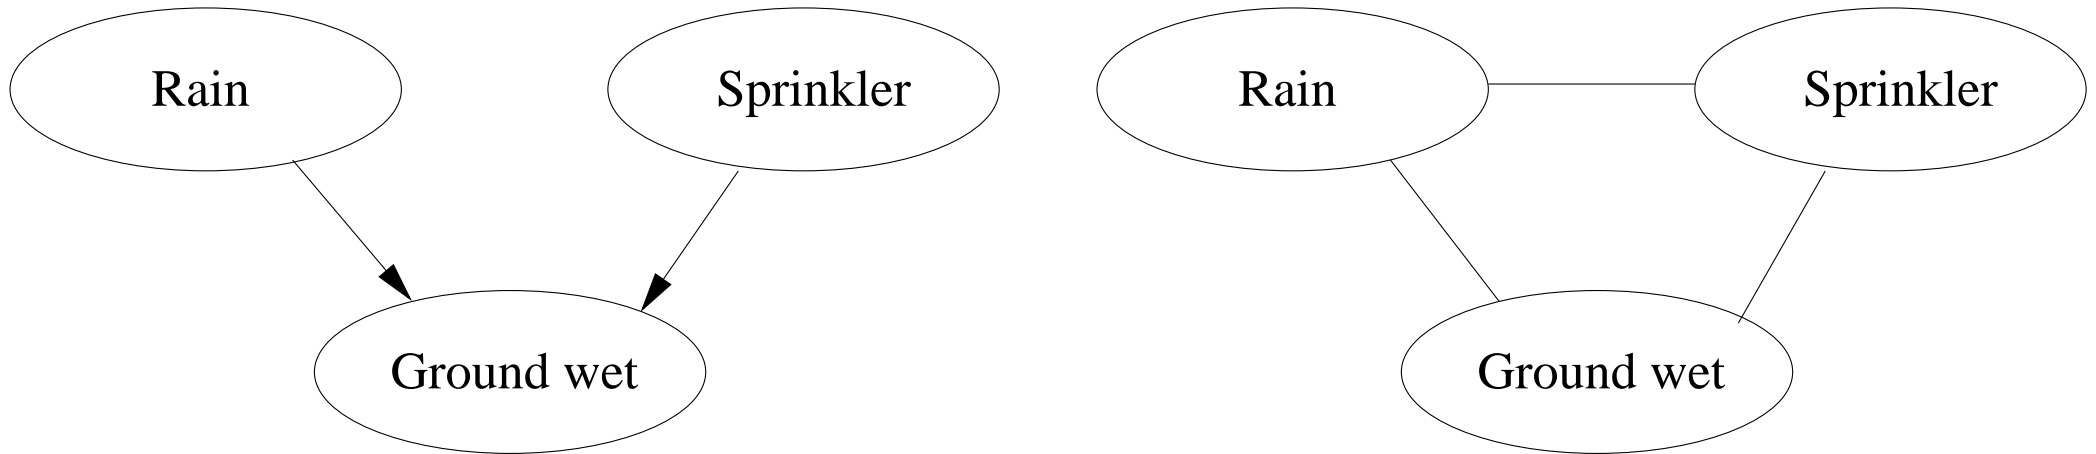 Rain
Sprinkler
Ground wet
Rain
Sprinkler
Ground wet